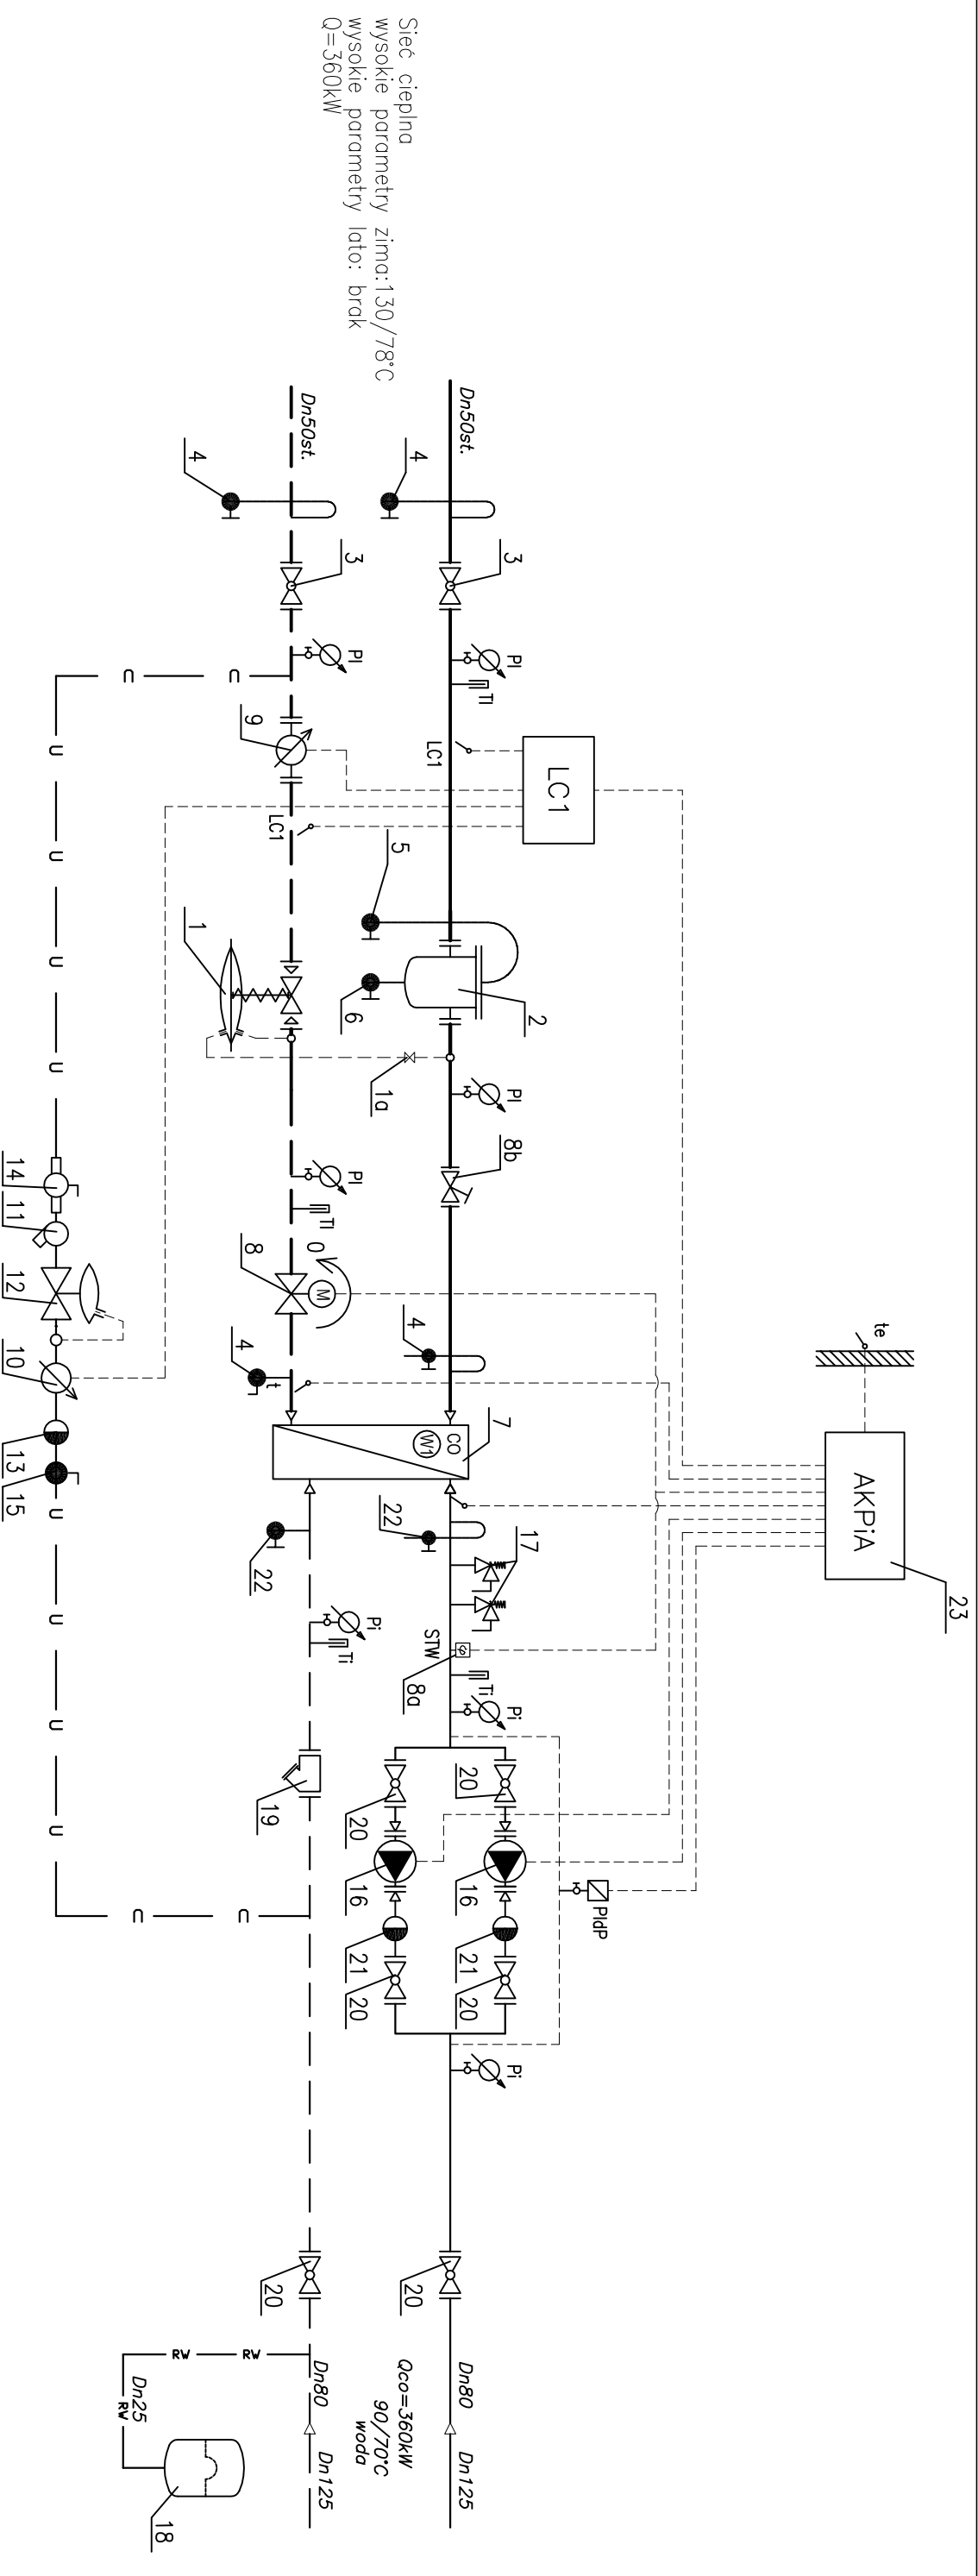 Sieć cieplna
wysokie parametry zima:130/78°C
wysokie parametry lato: brak
Q=360kW
23
AKPiA
te
LC1
PIdP
Dn50st.
4
3
PI
TI
LC1
5
6
2
1a
PI
8b
4
7
CO
W1
22
17
STW
8a
Ti
Pi
20
20
16
16
21
21
20
20
Pi
20
Dn80
Dn125
Qco=360kW
90/70°C
woda
Dn50st.
4
3
PI
9
LC1
1
PI
TI
8
0
M
4
t
22
Pi
Ti
19
20
Dn80
Dn125
RW
RW
Dn25
RW
18
U
U
U
U
U
U
14
11
12
10
13
15
U
U
U
U
U
U